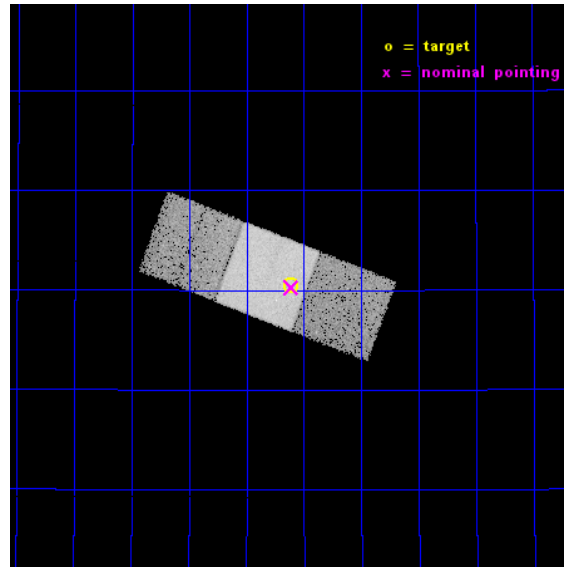 o = target
x = nominal pointing